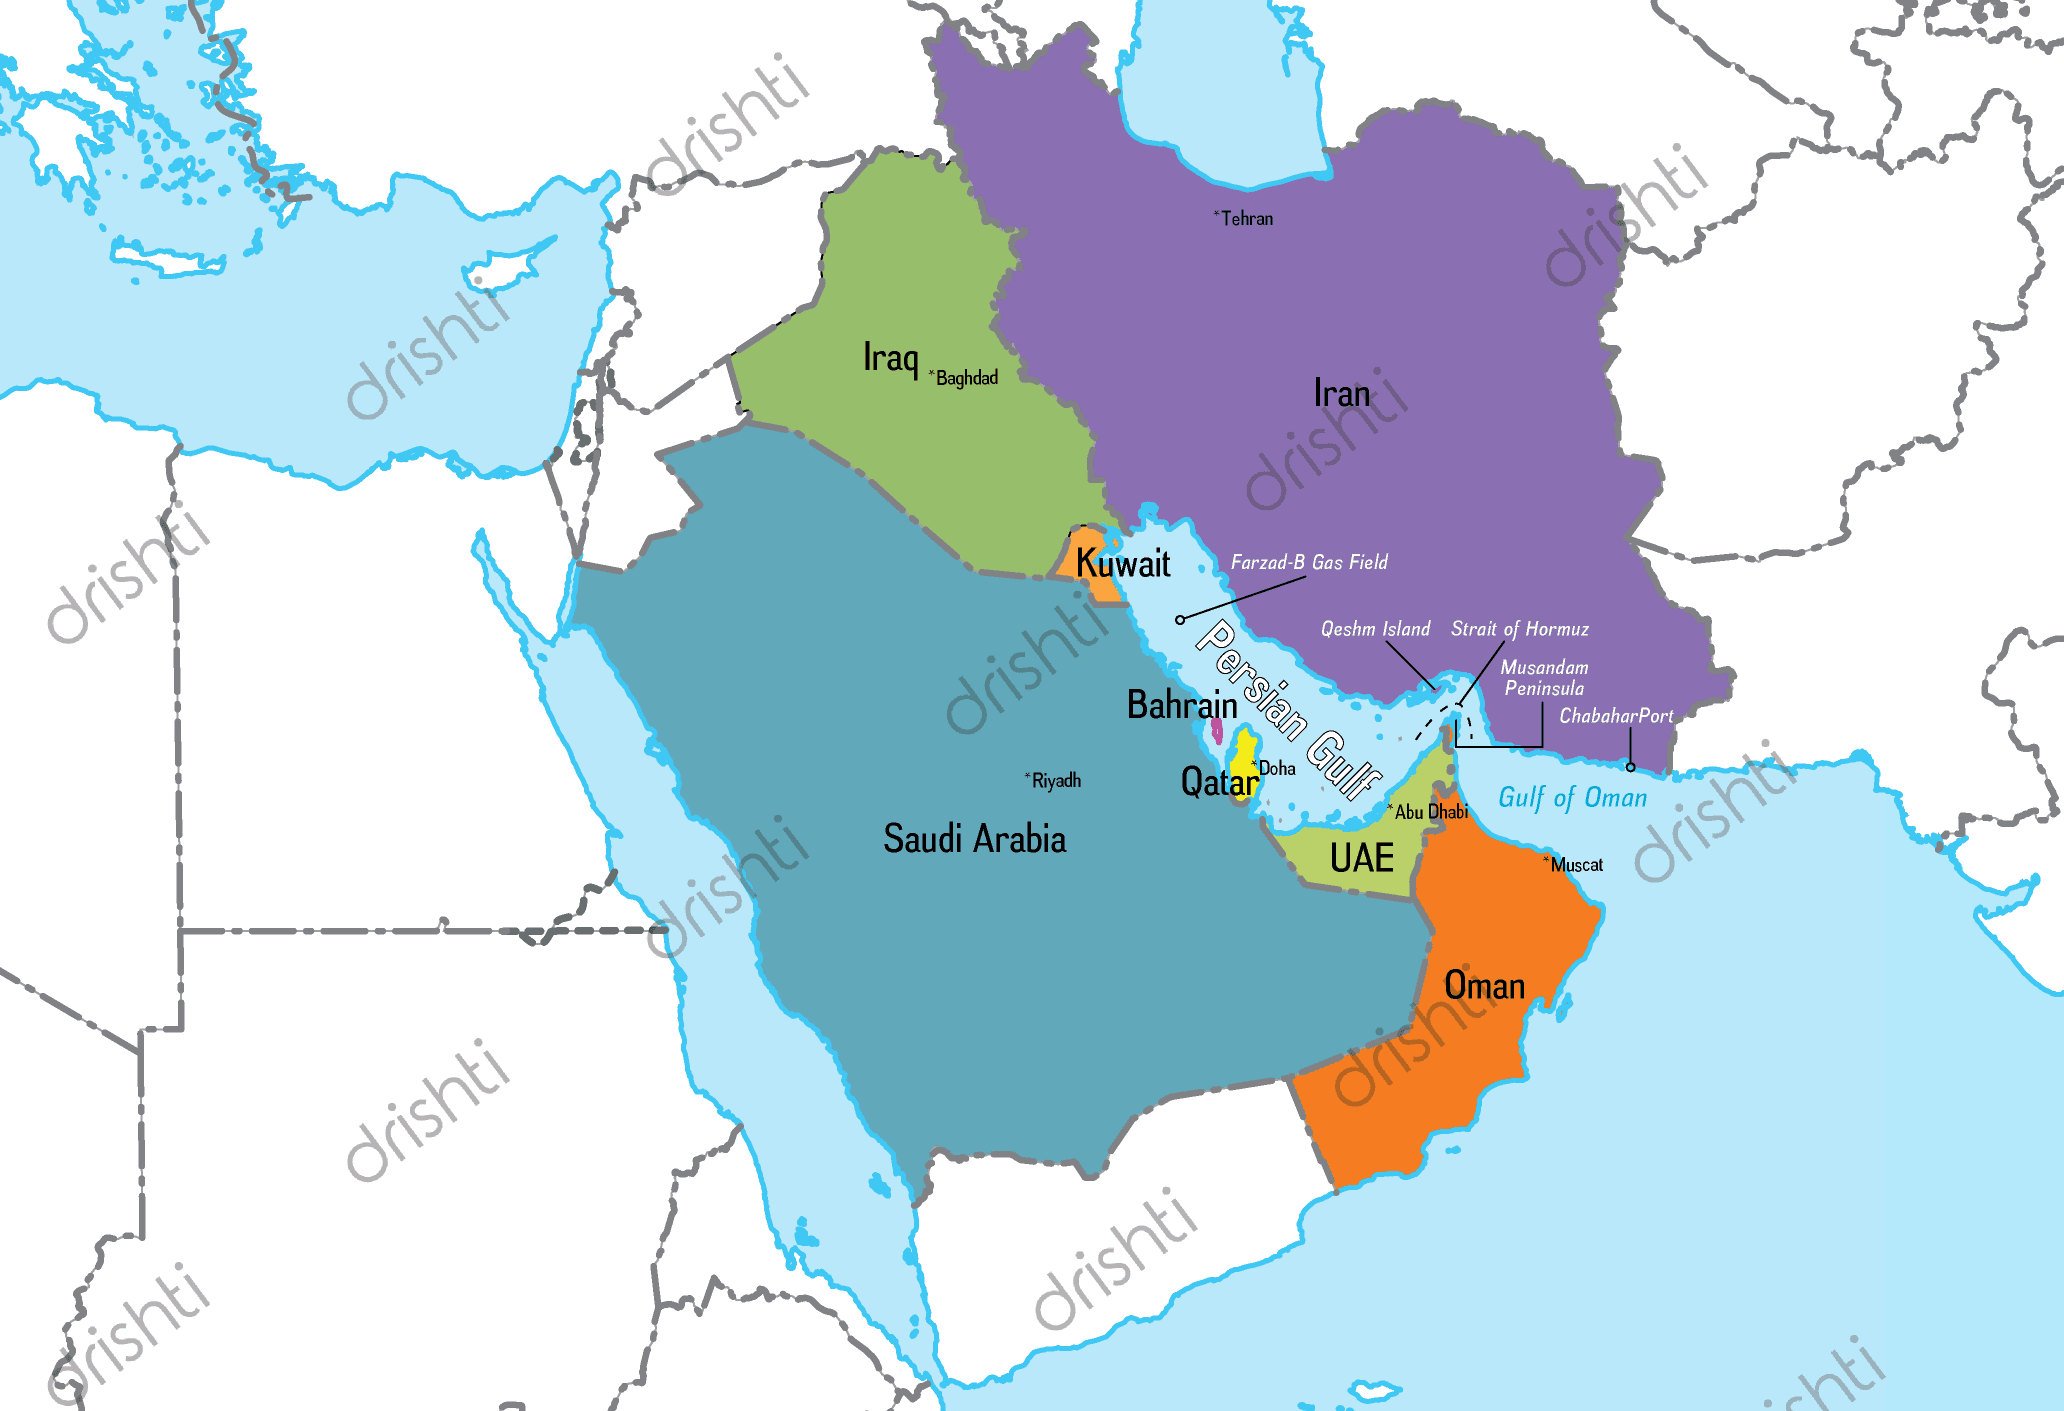 drishti
drishti
*Tehran
drishti
Iraq
*Baghdad
Iran
drishti
drishti
Kuwait
Farzad-B Gas Field
drishti
Qeshm Island
Strait of Hormuz
Musandam
Peninsula
Persian Gulf
Bahrain
ChabaharPort
*Doha
Qatar
*Riyadh
Gulf of Oman
*Abu Dhabi
drishti
Saudi Arabia
UAE
*Muscat
drishti
Oman
drishti
drishti
drishti
drishti
drishti